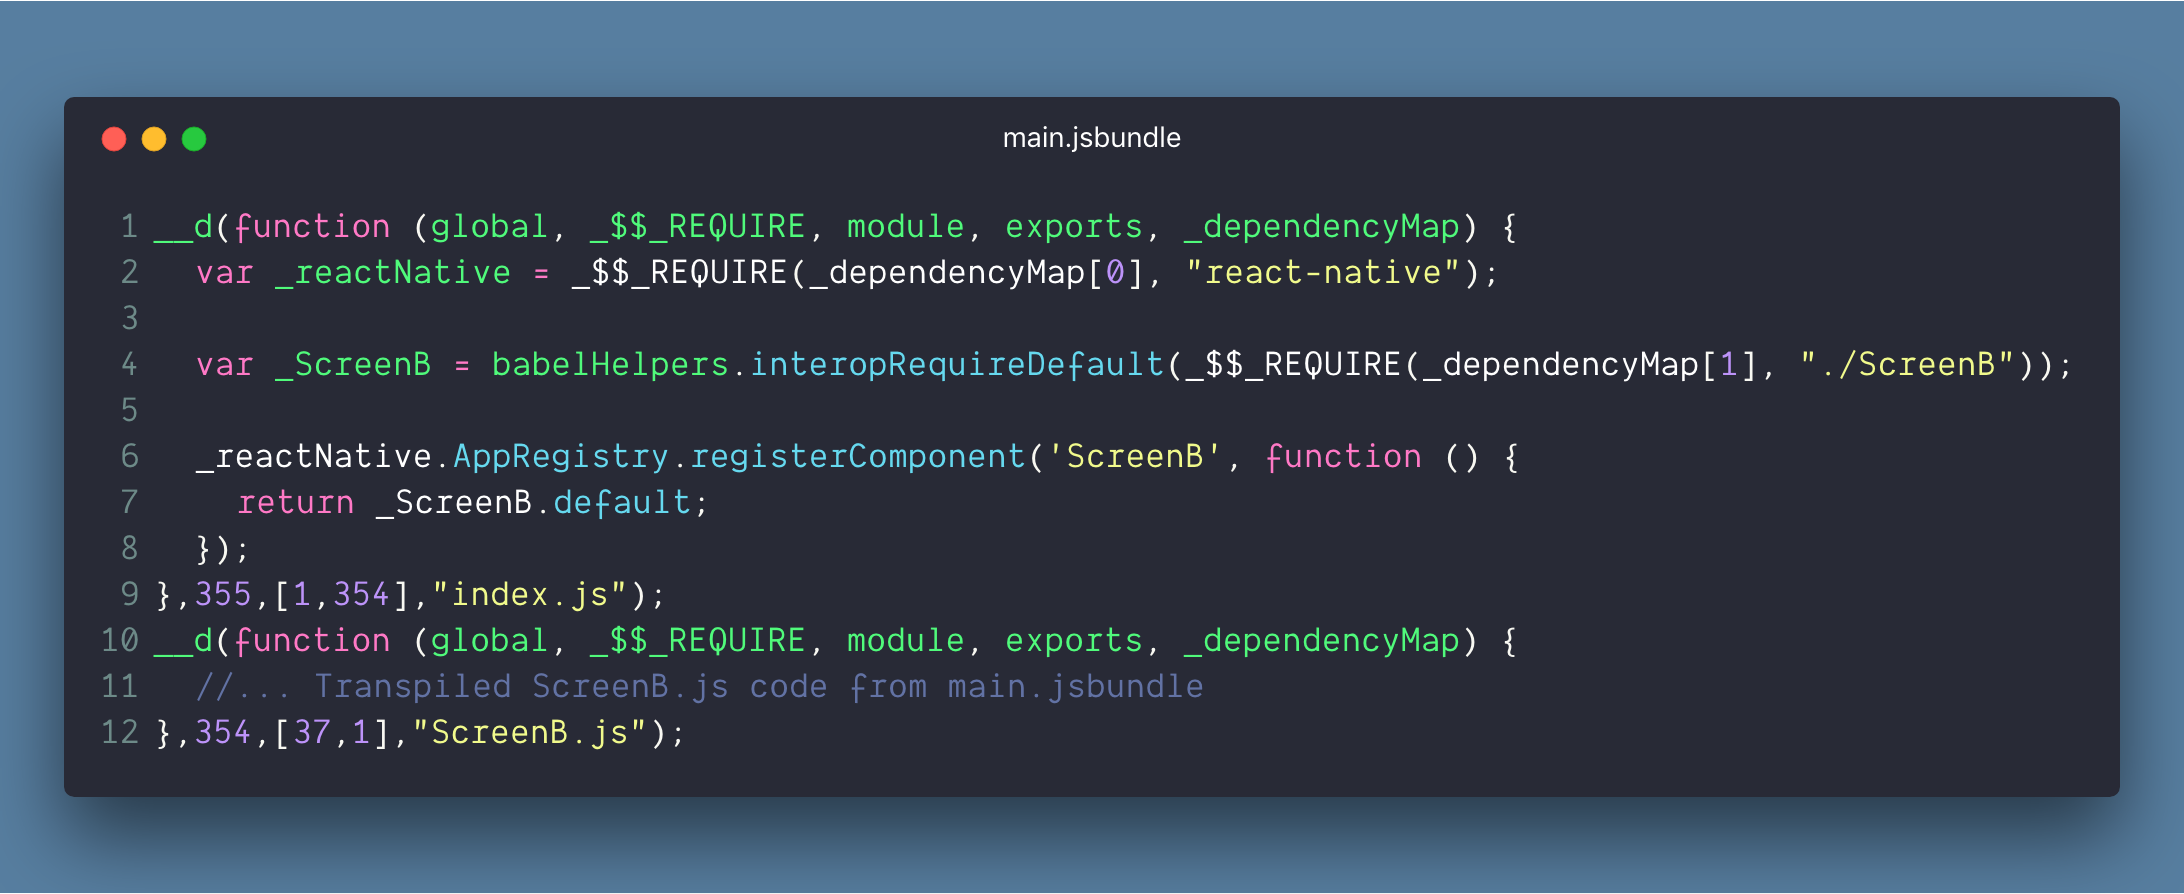 main.jsbundle
1 __d(function (global, _$$_REQUIRE, module, exports, _dependencyMap) {
2   var _reactNative = _$$_REQUIRE(_dependencyMap[0], "react-native");
3
4   var _ScreenB = babelHelpers.interopRequireDefault(_$$_REQUIRE(_dependencyMap[1], "./ScreenB"));
5
6   _reactNative.AppRegistry.registerComponent('ScreenB', function () {
7     return _ScreenB.default;
8   });
9 },355,[1,354],"index.js");
10 __d(function (global, _$$_REQUIRE, module, exports, _dependencyMap) {
11   //... Transpiled ScreenB.js code from main.jsbundle
12 },354,[37,1],"ScreenB.js");